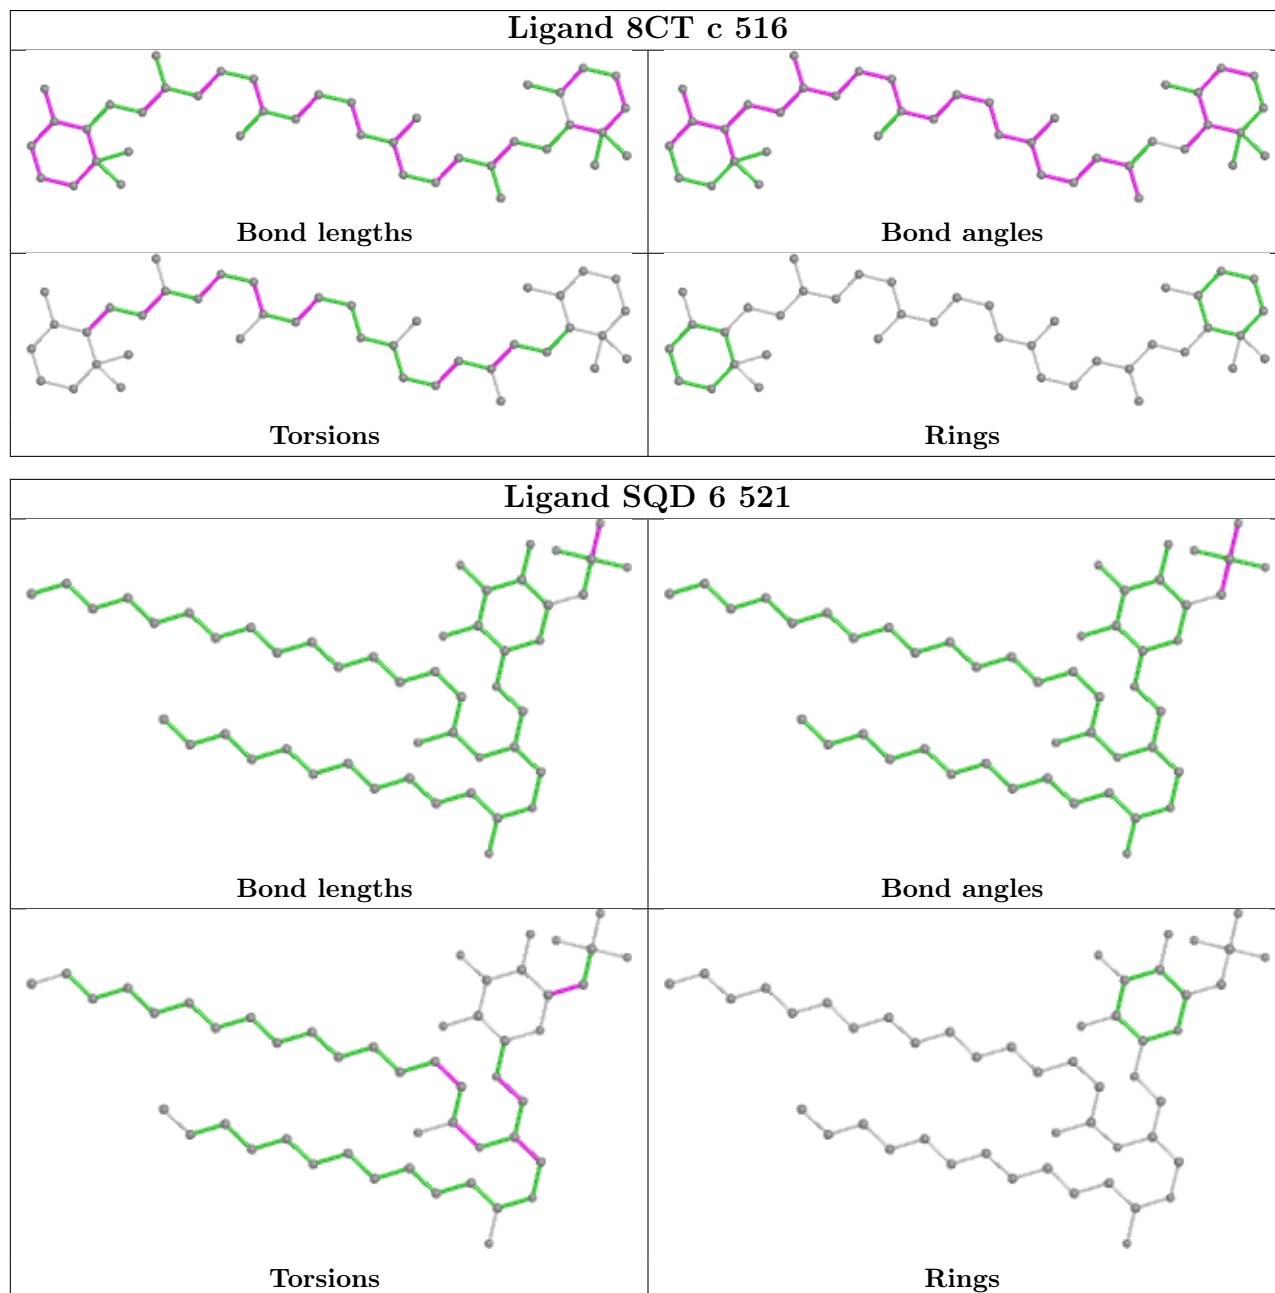 Ligand 8CT c 516
Bond lengths
Bond angles
Torsions
Rings
Ligand SQD 6 521
Bond lengths
Bond angles
Torsions
Rings